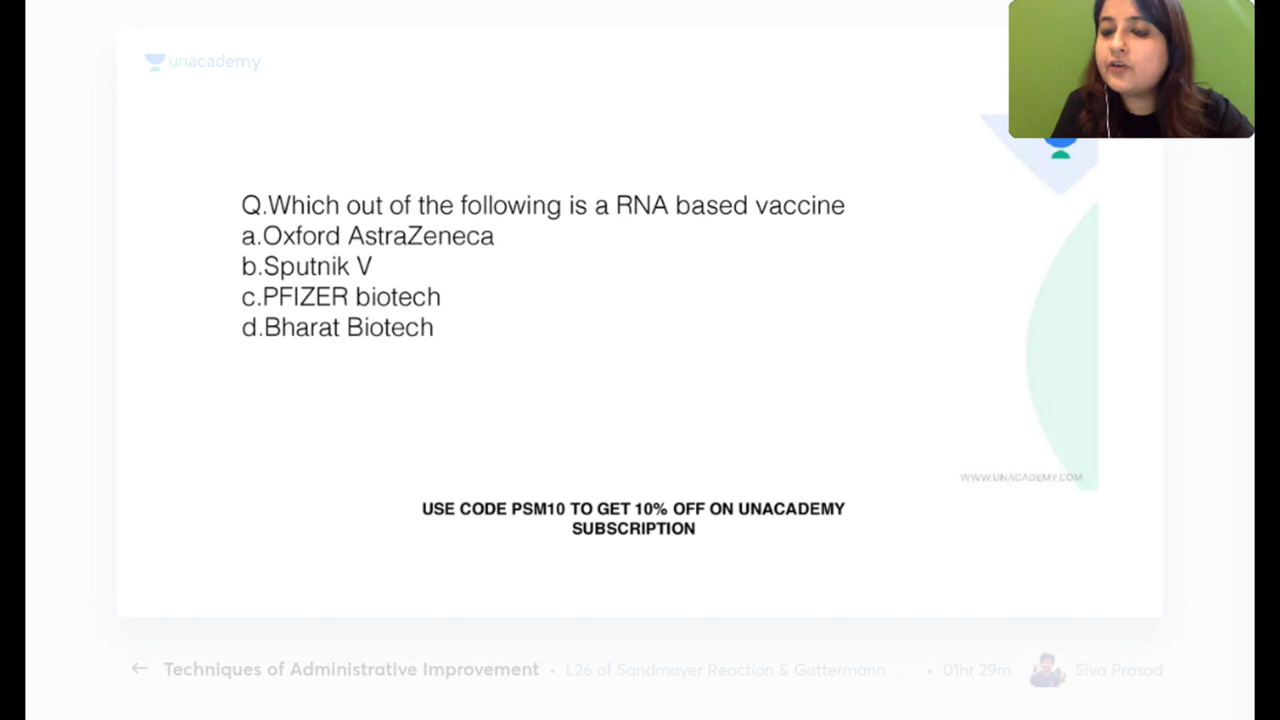 unacademy
Q.Which out of the following is a RNA based vaccine
a.Oxford AstraZeneca
b.Sputnik V
c.PFIZER biotech
d.Bharat Biotech
WWW.UNACADEMY.COM
USE CODE PSM10 TO GET 10% OFF ON UNACADEMY
SUBSCRIPTION
← Techniques of Administrative Improvement • L26 of Sandmayer Reaction & Gattermann ... • 01hr 29m Siva Prasad